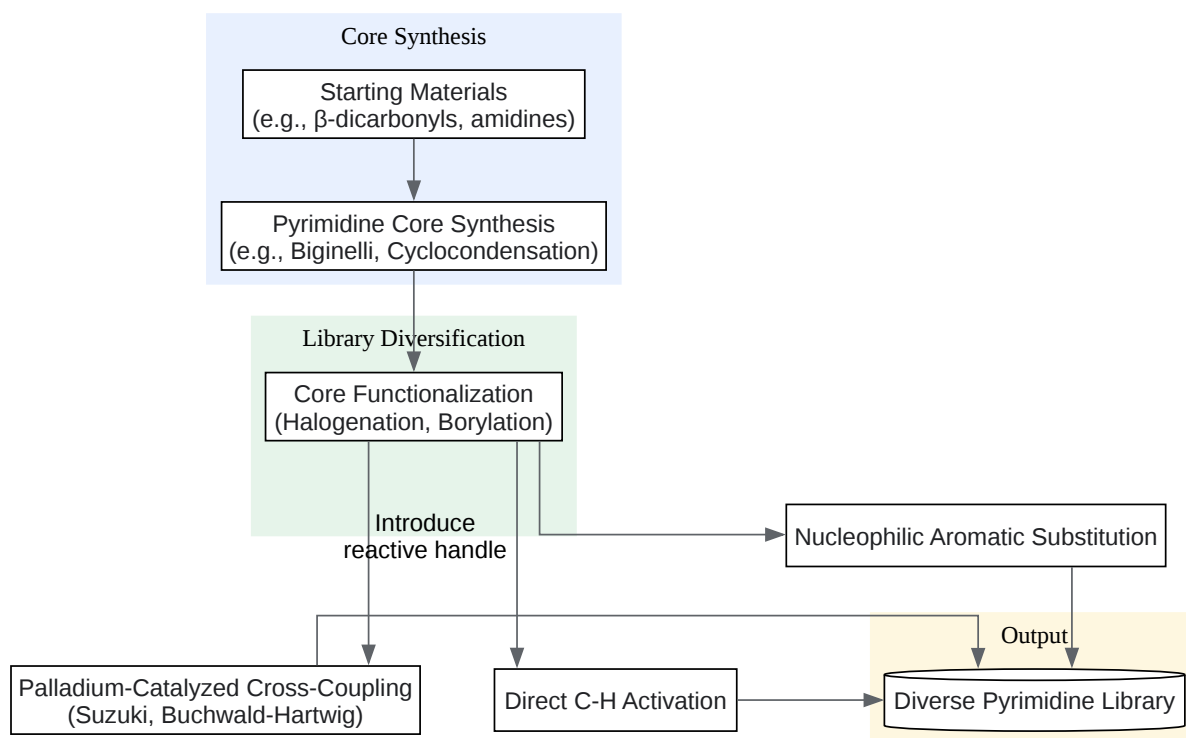 Core Synthesis
Starting Materials
(e.g., β-dicarbonyls, amidines)
Pyrimidine Core Synthesis
(e.g., Biginelli, Cyclocondensation)
Library Diversification
Core Functionalization
(Halogenation, Borylation)
Introduce
reactive handle
Nucleophilic Aromatic Substitution
Output
Palladium-Catalyzed Cross-Coupling
(Suzuki, Buchwald-Hartwig)
Direct C-H Activation
Diverse Pyrimidine Library